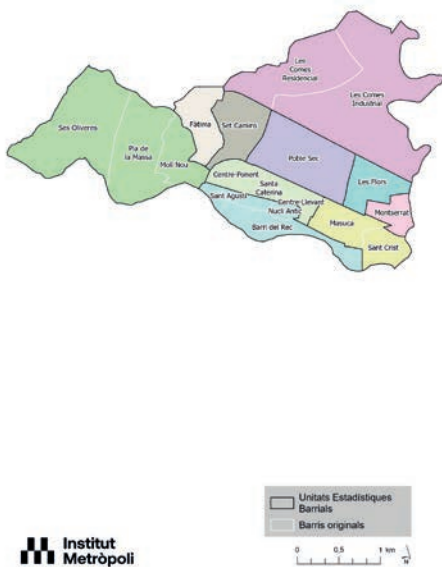 Les
Comes
Residencial
Les Comes
Industrial
Ses Oliveres
Pla de
la Massa
Molí Nou
Fàtima
Set Camins
Poble Sec
Les Flors
Montserrat
Centre-Ponent
Santa
Caterina
Sant Agustí
Centre-Llevant
Nucli Antic
Barri del Rec
Masuca
Sant Crist
Unitats Estadístiques
Barrials
Barris originals
0 0,5 1 km
N
Institut
Metròpoli